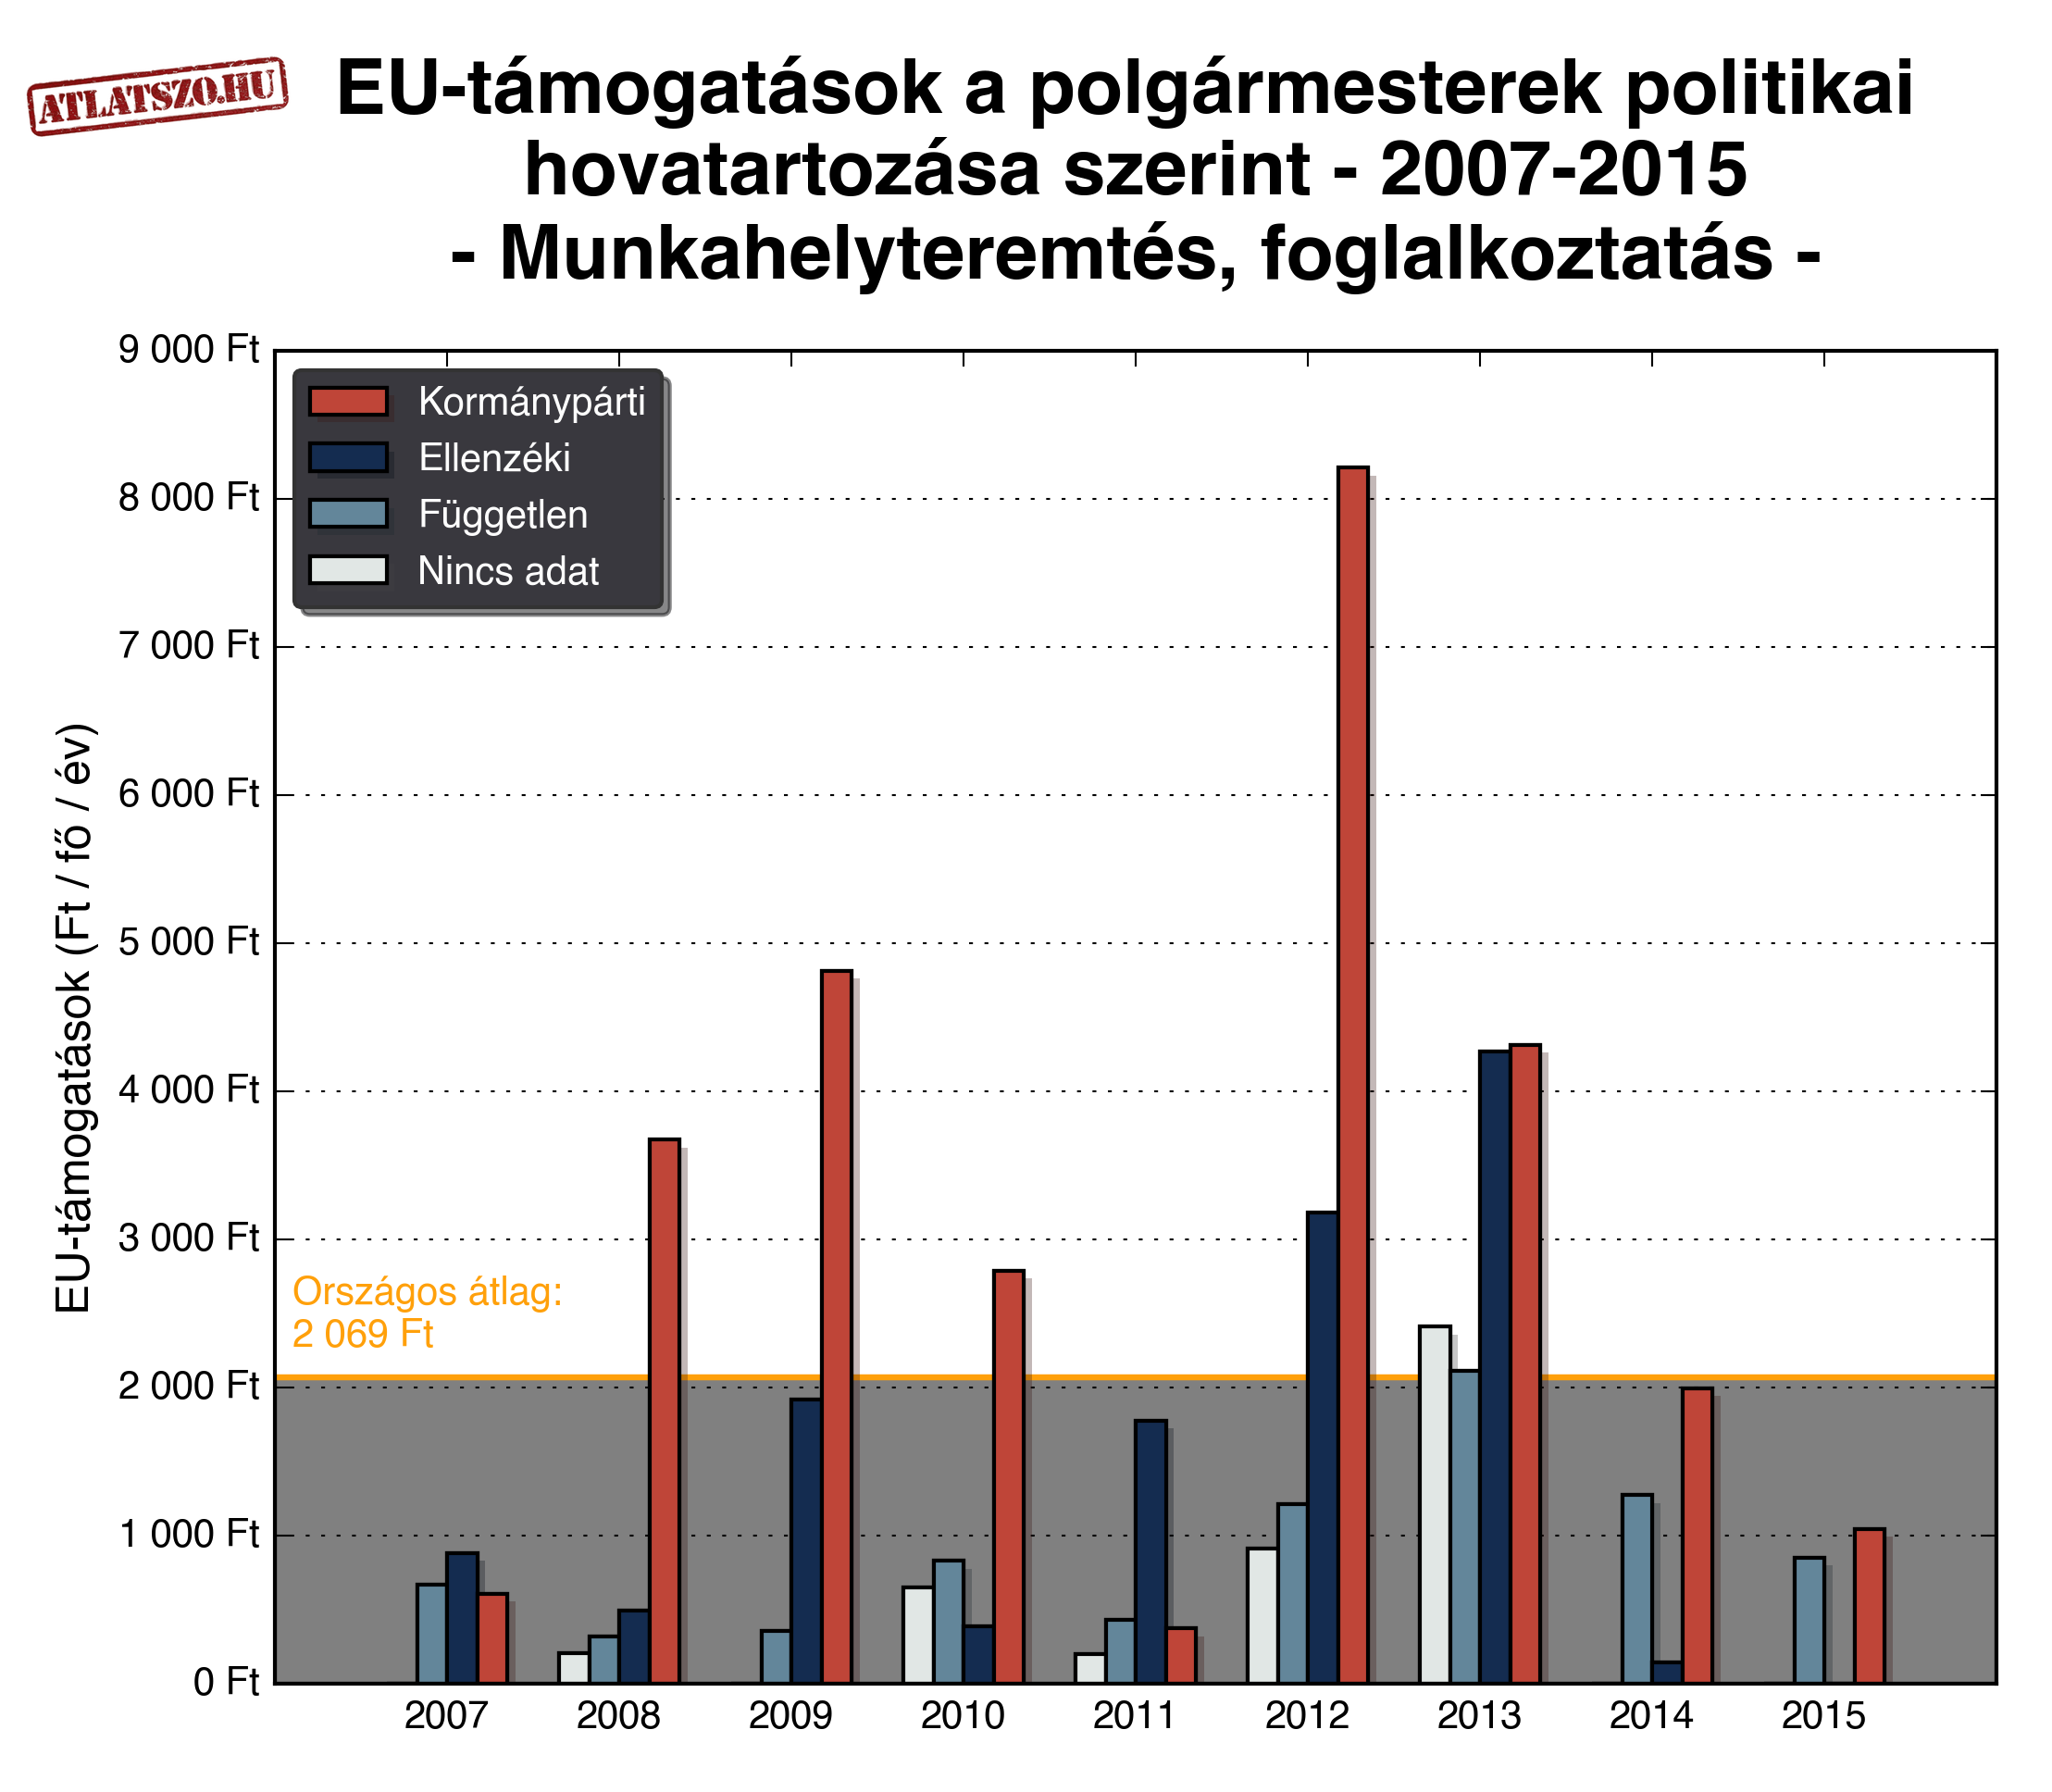 ATLATSZO.HU
EU-támogatások a polgármesterek politikai
hovatartozása szerint - 2007-2015
- Munkahelyteremtés, foglalkoztatás -
EU-támogatások (Ft / fő / év)
9 000 Ft
8 000 Ft
7 000 Ft
6 000 Ft
5 000 Ft
4 000 Ft
3 000 Ft
2 000 Ft
1 000 Ft
0 Ft
Kormánypárti
Ellenzéki
Független
Nincs adat
Országos átlag:
2 069 Ft
2007
2008
2009
2010
2011
2012
2013
2014
2015